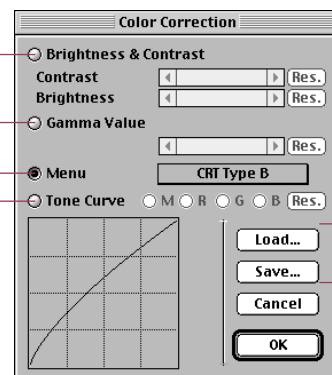 Color Correction
Brightness & Contrast
Contrast Res.
Brightness Res.
Gamma Value
Res.
Menu CRT Type B
Tone Curve M R G B Res.
Load...
Save...
Cancel
OK